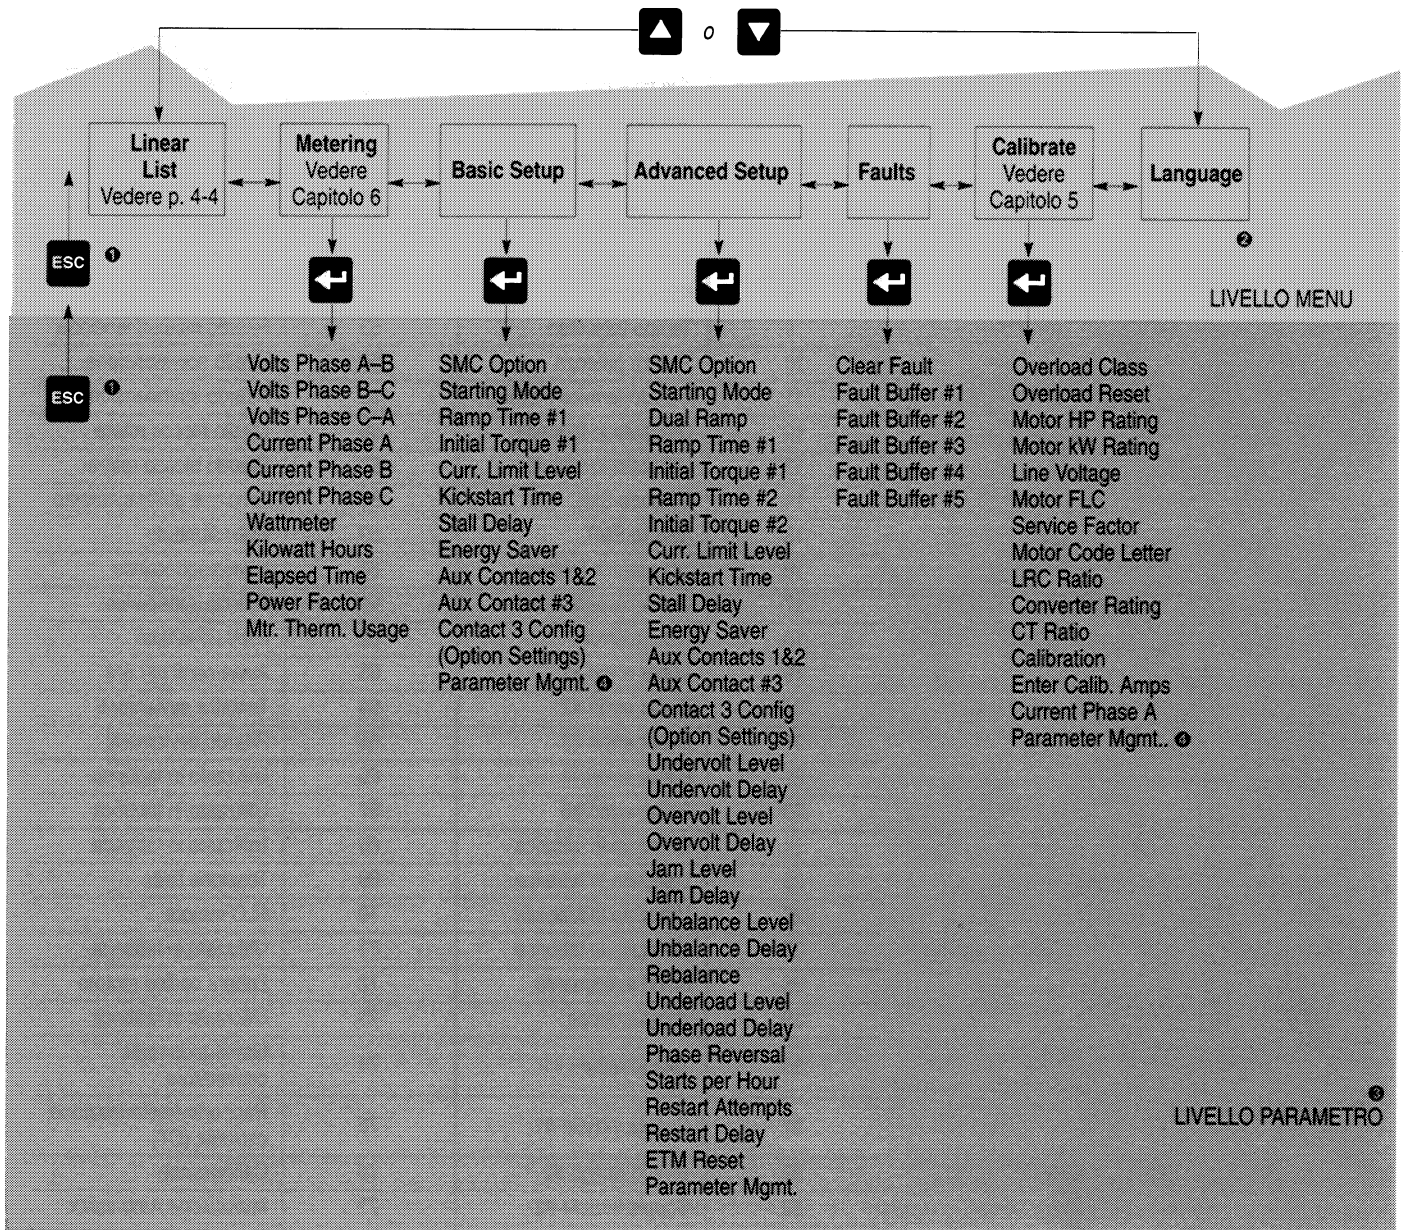 o
Linear
List
Vedere p. 4-4
Metering
Vedere
Capitolo 6
Basic Setup
Advanced Setup
Faults
Calibrate
Vedere
Capitolo 5
Language
ESC ❶
❷
LIVELLO MENU
ESC ❶
Volts Phase A–B
Volts Phase B–C
Volts Phase C–A
Current Phase A
Current Phase B
Current Phase C
Wattmeter
Kilowatt Hours
Elapsed Time
Power Factor
Mtr. Therm. Usage
SMC Option
Starting Mode
Ramp Time #1
Initial Torque #1
Curr. Limit Level
Kickstart Time
Stall Delay
Energy Saver
Aux Contacts 1&2
Aux Contact #3
Contact 3 Config
(Option Settings)
Parameter Mgmt. ❹
SMC Option
Starting Mode
Dual Ramp
Ramp Time #1
Initial Torque #1
Ramp Time #2
Initial Torque #2
Curr. Limit Level
Kickstart Time
Stall Delay
Energy Saver
Aux Contacts 1&2
Aux Contact #3
Contact 3 Config
(Option Settings)
Undervolt Level
Undervolt Delay
Overvolt Level
Overvolt Delay
Jam Level
Jam Delay
Unbalance Level
Unbalance Delay
Rebalance
Underload Level
Underload Delay
Phase Reversal
Starts per Hour
Restart Attempts
Restart Delay
ETM Reset
Parameter Mgmt.
Clear Fault
Fault Buffer #1
Fault Buffer #2
Fault Buffer #3
Fault Buffer #4
Fault Buffer #5
Overload Class
Overload Reset
Motor HP Rating
Motor kW Rating
Line Voltage
Motor FLC
Service Factor
Motor Code Letter
LRC Ratio
Converter Rating
CT Ratio
Calibration
Enter Calib. Amps
Current Phase A
Parameter Mgmt.. ❹
❸
LIVELLO PARAMETRO